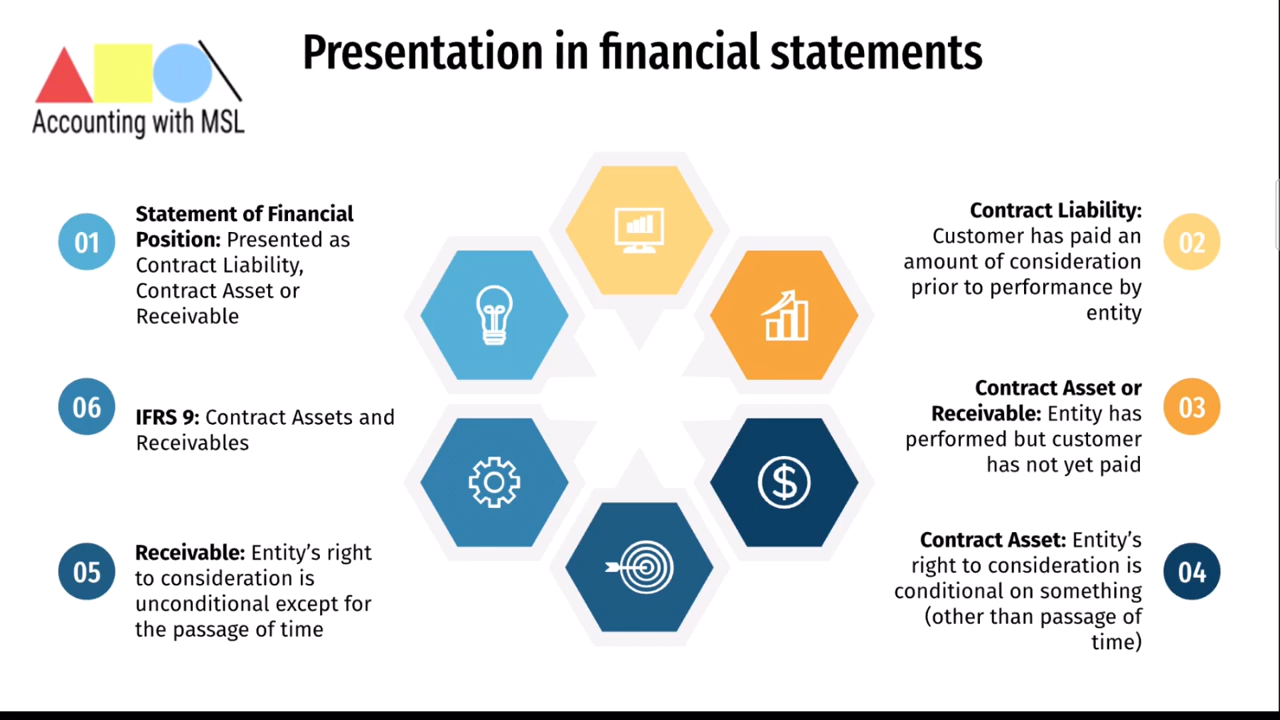 Presentation in financial statements
Accounting with MSL
01
Statement of Financial
Position: Presented as
Contract Liability,
Contract Asset or
Receivable
Contract Liability:
Customer has paid an
amount of consideration
prior to performance by
entity
02
Contract Asset or
Receivable: Entity has
performed but customer
has not yet paid
03
Contract Asset: Entity’s
right to consideration is
conditional on something
(other than passage of
time)
04
05
Receivable: Entity’s right
to consideration is
unconditional except for
the passage of time
06
IFRS 9: Contract Assets and
Receivables
$